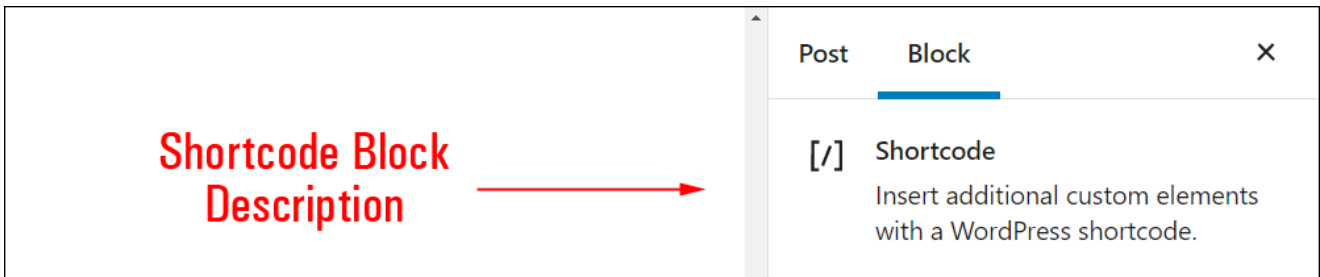 Post Block ×
Shortcode Block
Description
[/] Shortcode
Insert additional custom elements
with a WordPress shortcode.